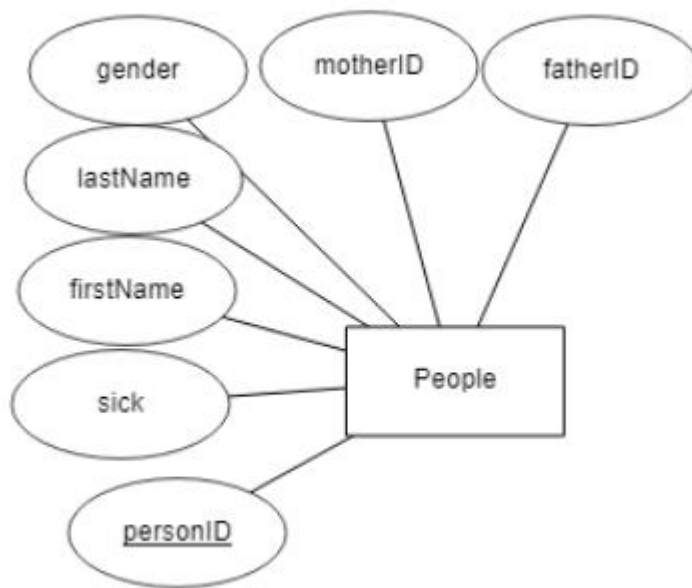 gender
motherID
fatherID
lastName
firstName
People
sick
personID